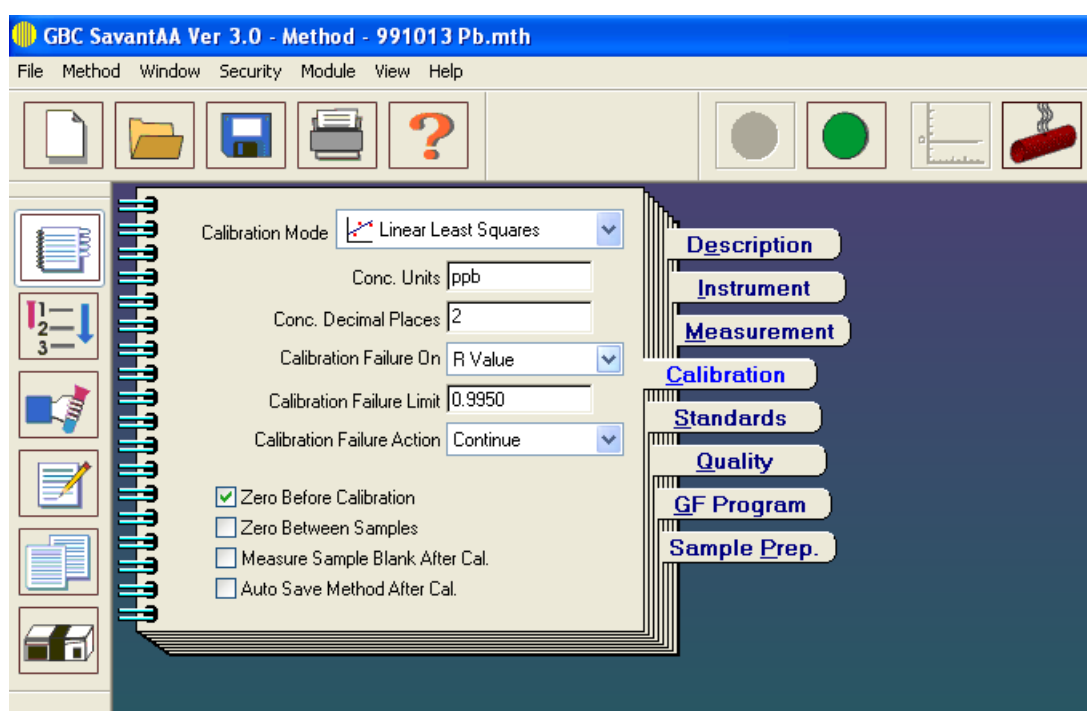 GBC SavantAA Ver 3.0 - Method - 991013 Pb.mth
File Method Window Security Module View Help
Calibration Mode Linear Least Squares
Conc. Units ppb
Conc. Decimal Places 2
Calibration Failure On R Value
Calibration Failure Limit 0.9950
Calibration Failure Action Continue
Zero Before Calibration
Zero Between Samples
Measure Sample Blank After Cal.
Auto Save Method After Cal.
Description
Instrument
Measurement
Calibration
Standards
Quality
GF Program
Sample Prep.
1
2
3